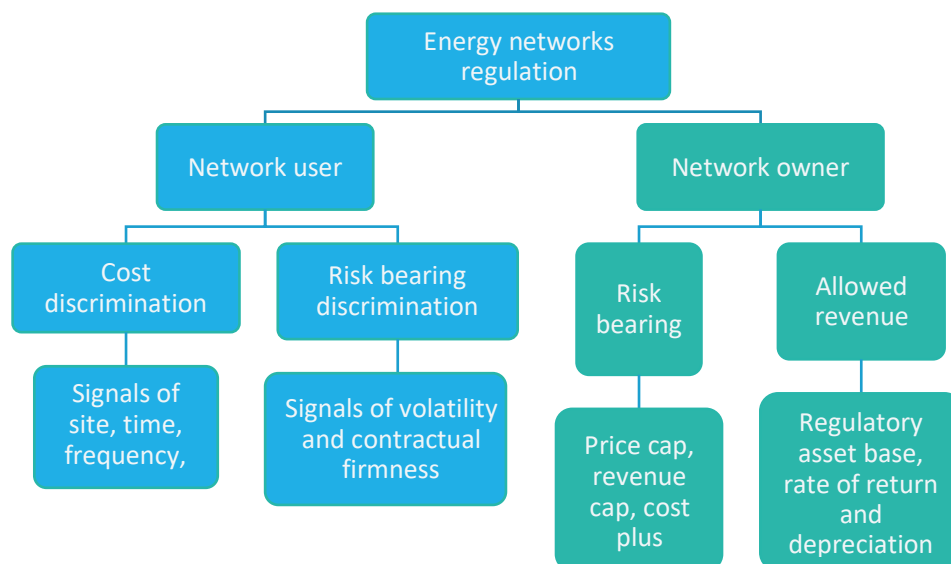 Energy networks
regulation
Network user
Network owner
Cost
discrimination
Risk bearing
discrimination
Risk
bearing
Allowed
revenue
Signals of
site, time,
frequency,
Signals of volatility
and contractual
firmness
Price cap,
revenue
cap, cost
plus
Regulatory
asset base,
rate of return
and
depreciation